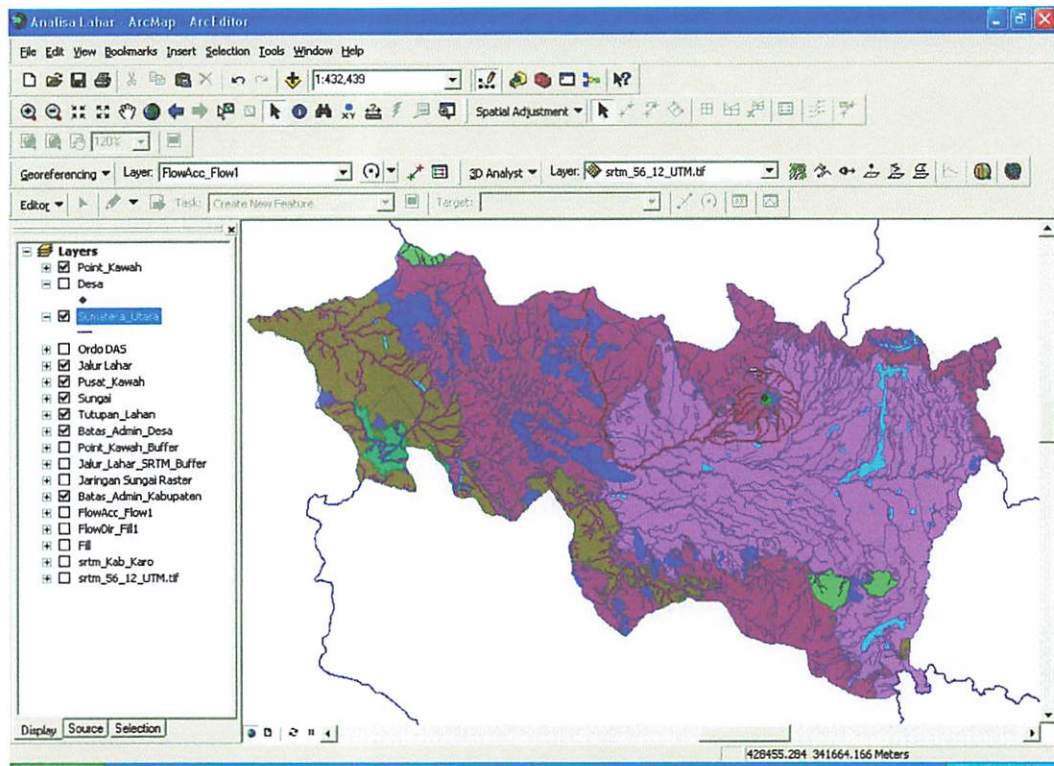 Analisa Lahar - ArcMap - ArcEditor
File Edit View Bookmarks Insert Selection Tools Window Help
1:432,439
Spatial Adjustment
120%
Georeferencing Layer: FlowAcc_Flow1 3D Analyst Layer: srtm_56_12_UTM.tif
Editor Task: Create New Feature Target:
Layers
Point_Kawah
Desa
Sumatera_Utara
Ordo DAS
Jalur Lahar
Pusat_Kawah
Sungai
Tutupan_Lahan
Batas_Admin_Desa
Point_Kawah_Buffer
Jalur_Lahar_SRTM_Buffer
Jaringan Sungai Raster
Batas_Admin_Kabupaten
FlowAcc_Flow1
FlowDir_Fill1
Fill
srtm_Kab_Karo
srtm_56_12_UTM.tif
Display Source Selection
428455.284 341664.166 Meters